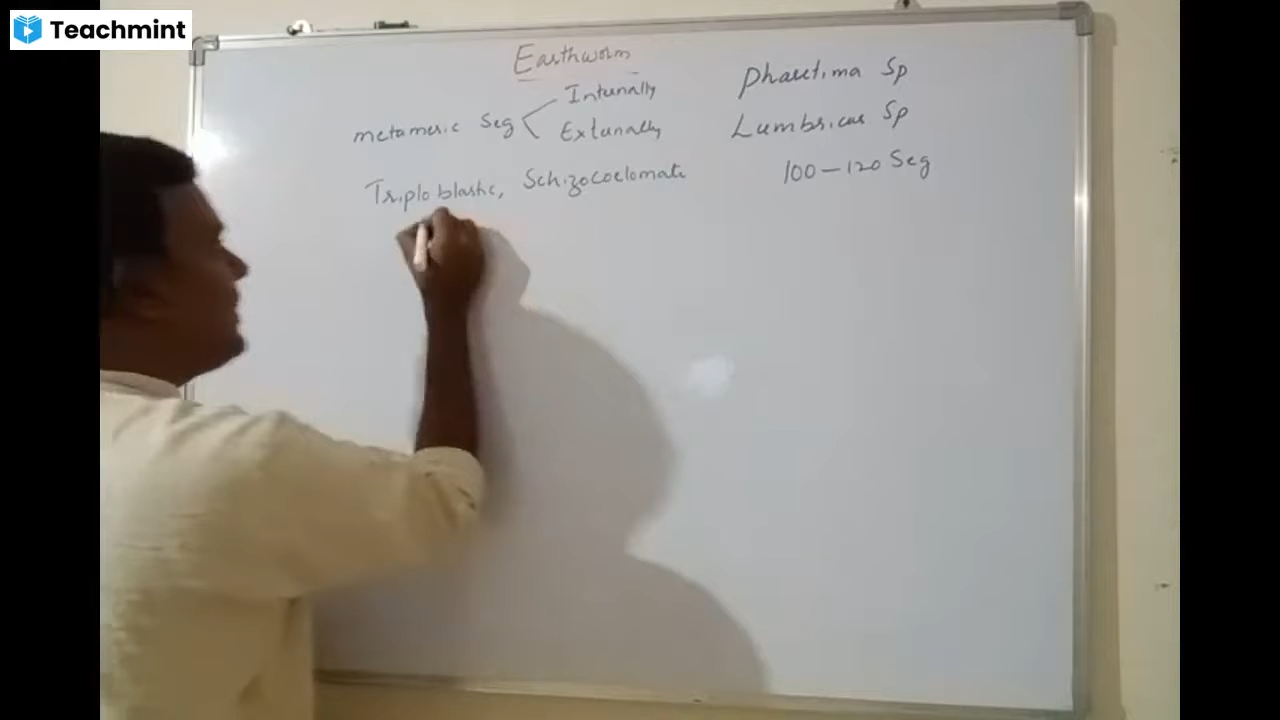 Teachmint
Earthworm
metameric Seg
Internally
Externally
Triploblastic, Schizocoelomate
Pheretima Sp
Lumbricus Sp
100-120 Seg